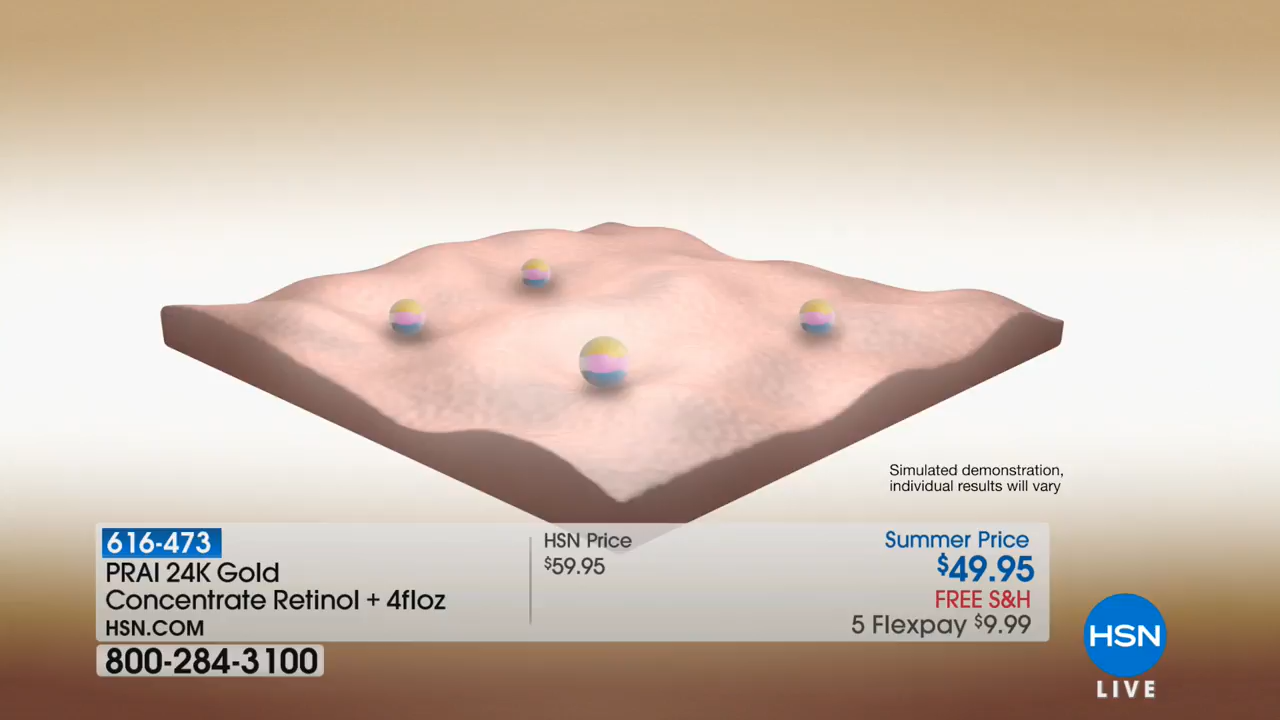 Simulated demonstration,
individual results will vary
616-473
PRAI 24K Gold
Concentrate Retinol + 4floz
HSN.COM
800-284-3100
HSN Price
$59.95
Summer Price
$49.95
FREE S&H
5 Flexpay $9.99
HSN
LIVE